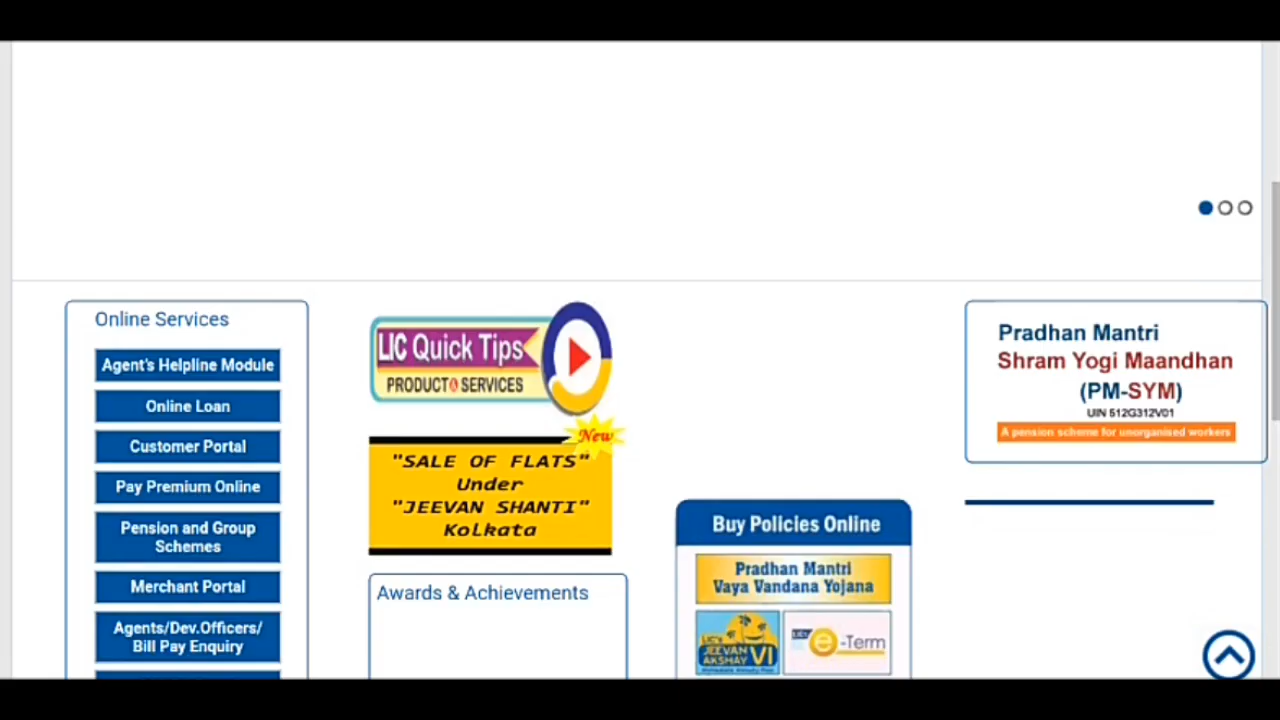 Online Services
Agent's Helpline Module
Online Loan
Customer Portal
Pay Premium Online
Pension and Group
Schemes
Merchant Portal
Agents/Dev.Officers/
Bill Pay Enquiry
LIC Quick Tips
PRODUCT & SERVICES
New
"SALE OF FLATS"
Under
"JEEVAN SHANTI"
Kolkata
Awards & Achievements
Buy Policies Online
Pradhan Mantri
Vaya Vandana Yojana
LIC's
JEEVAN
AKSHAY VI
LIC's e-Term
Pradhan Mantri
Shram Yogi Maandhan
(PM-SYM)
UIN 512G312V01
A pension scheme for unorganised workers